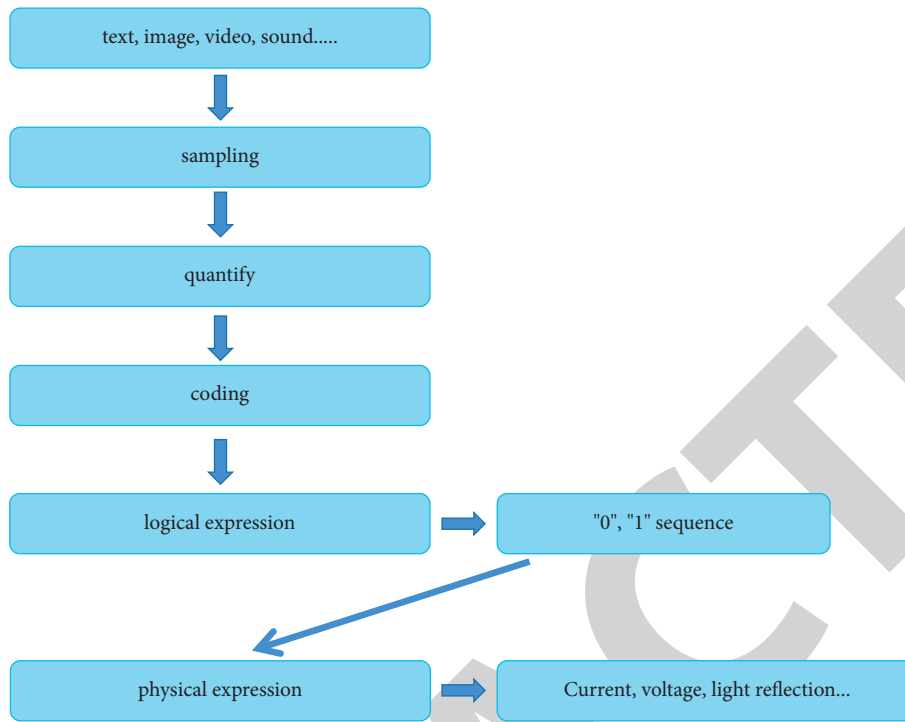 text, image, video, sound.....
sampling
quantify
coding
logical expression
"0", "1" sequence
physical expression
Current, voltage, light reflection...